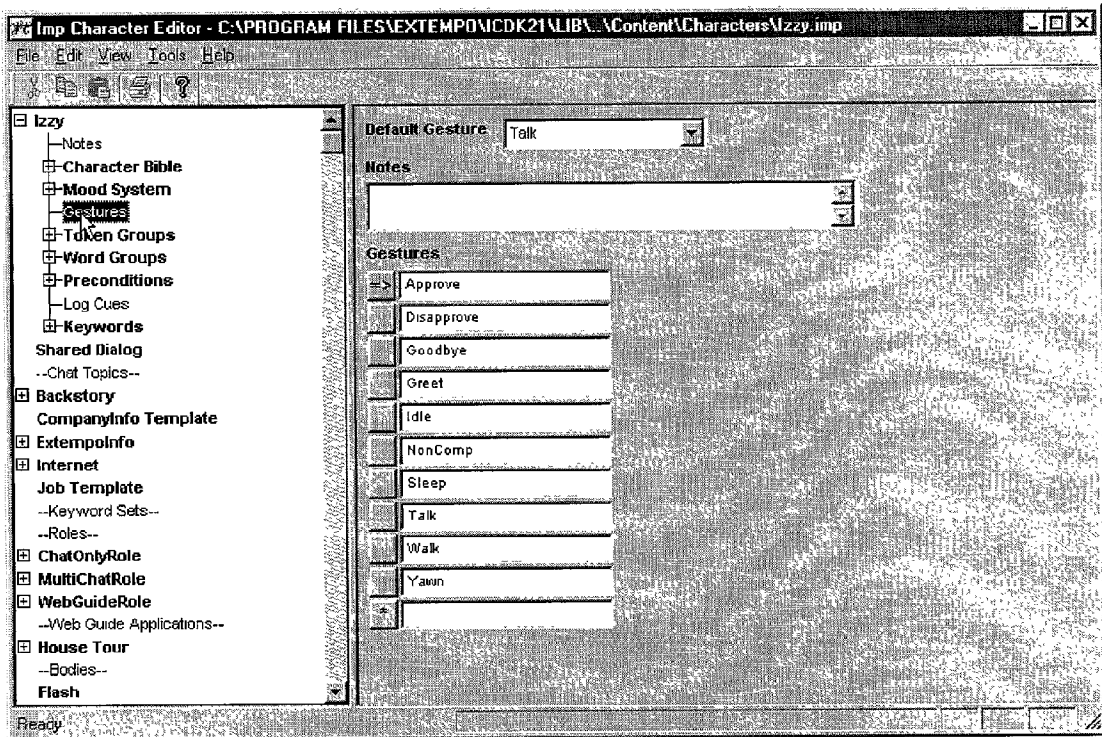 Imp Character Editor - C:\PROGRAM FILES\EXTEMPO\ICDK21\LIB\..\Content\Characters\Izzy.imp
File Edit View Tools Help
Izzy
Notes
Character Bible
Mood System
Gestures
Token Groups
Word Groups
Preconditions
Log Cues
Keywords
Shared Dialog
--Chat Topics--
Backstory
CompanyInfo Template
ExtempoInfo
Internet
Job Template
--Keyword Sets--
--Roles--
ChatOnlyRole
MultiChatRole
WebGuideRole
--Web Guide Applications--
House Tour
--Bodies--
Flash
Default Gesture Talk
Notes
Gestures
=> Approve
Disapprove
Goodbye
Greet
Idle
NonComp
Sleep
Talk
Walk
Yawn
*
Ready